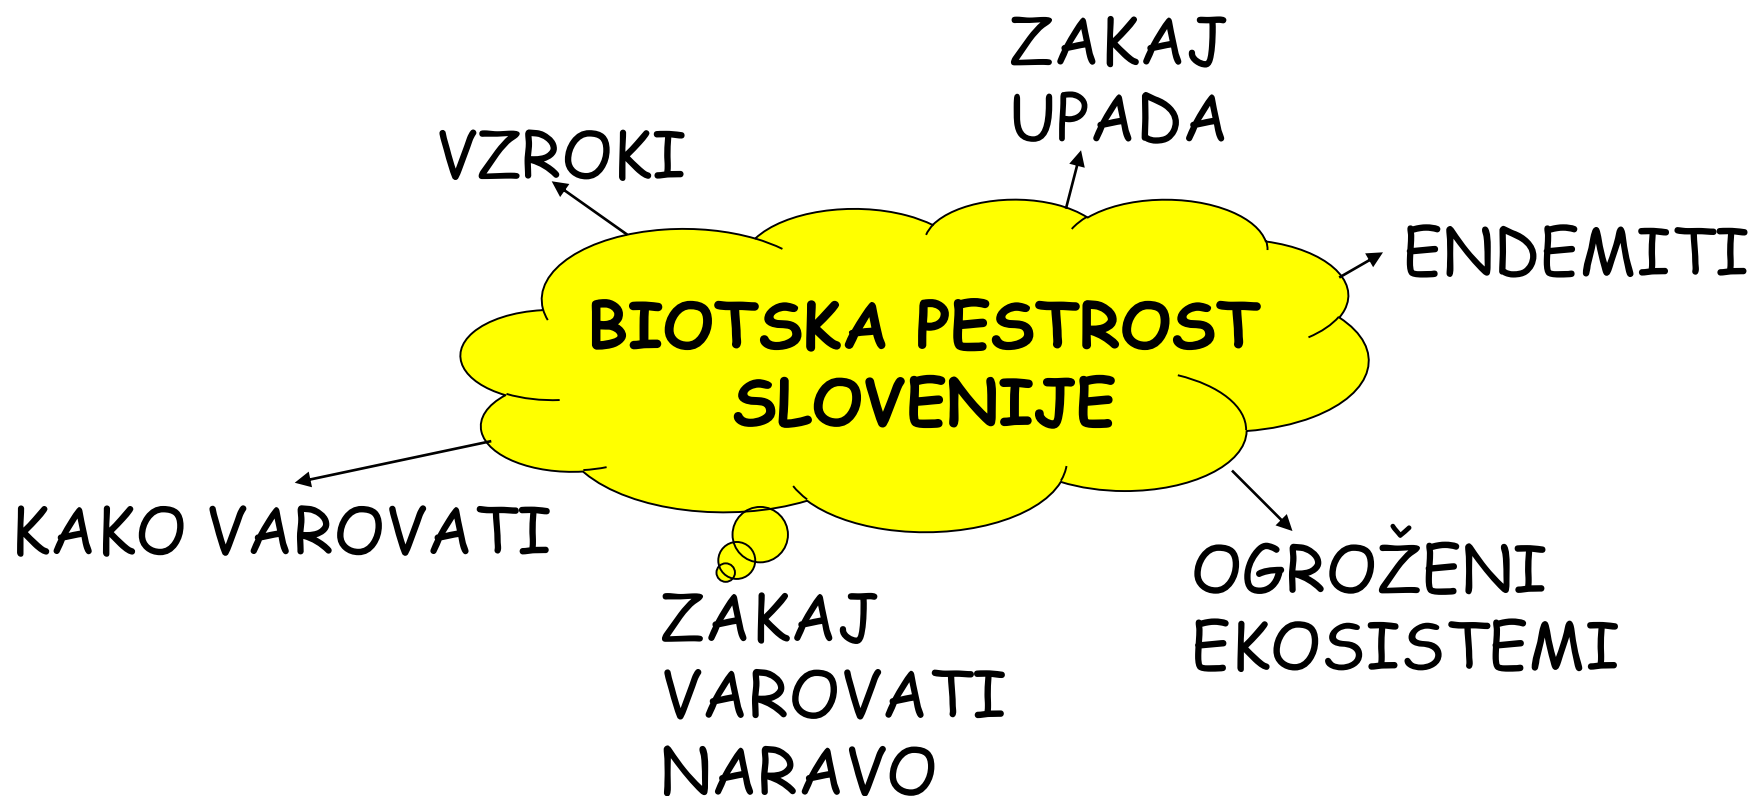 ZAKAJ
UPADA
VZROKI
ENDEMITI
BIOTSKA PESTROST
SLOVENIJE
KAKO VAROVATI
OGROŽENI
EKOSISTEMI
ZAKAJ
VAROVATI
NARAVO